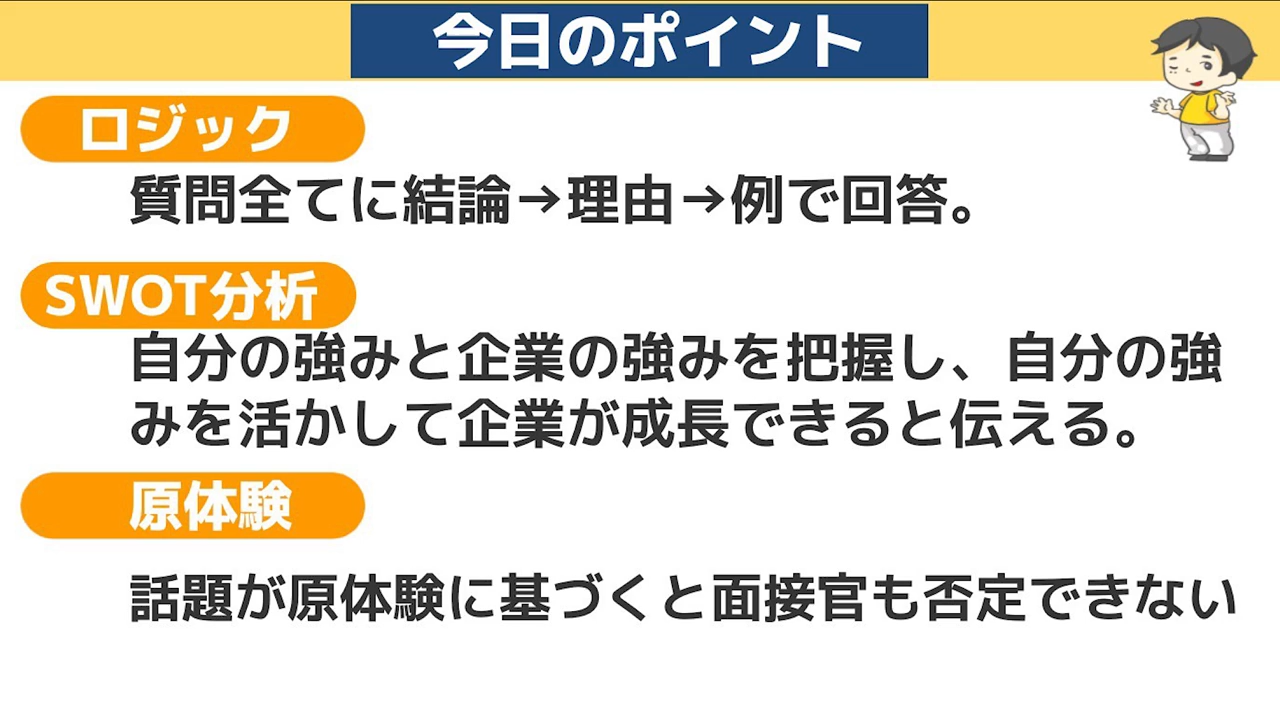 今日のポイント
ロジック
質問全てに結論→理由→例で回答。
SWOT分析
自分の強みと企業の強みを把握し、自分の強
みを活かして企業が成長できると伝える。
原体験
話題が原体験に基づくと面接官も否定できない